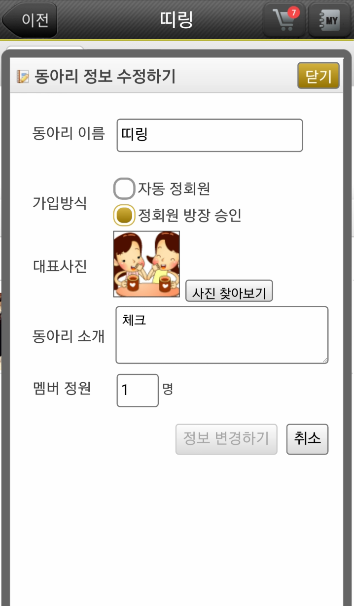 이전
띠링
7
MY
동아리 정보 수정하기
닫기
동아리 이름
띠링
가입방식
자동 정회원
정회원 방장 승인
대표사진
사진 찾아보기
동아리 소개
체크
멤버 정원
1 명
정보 변경하기
취소